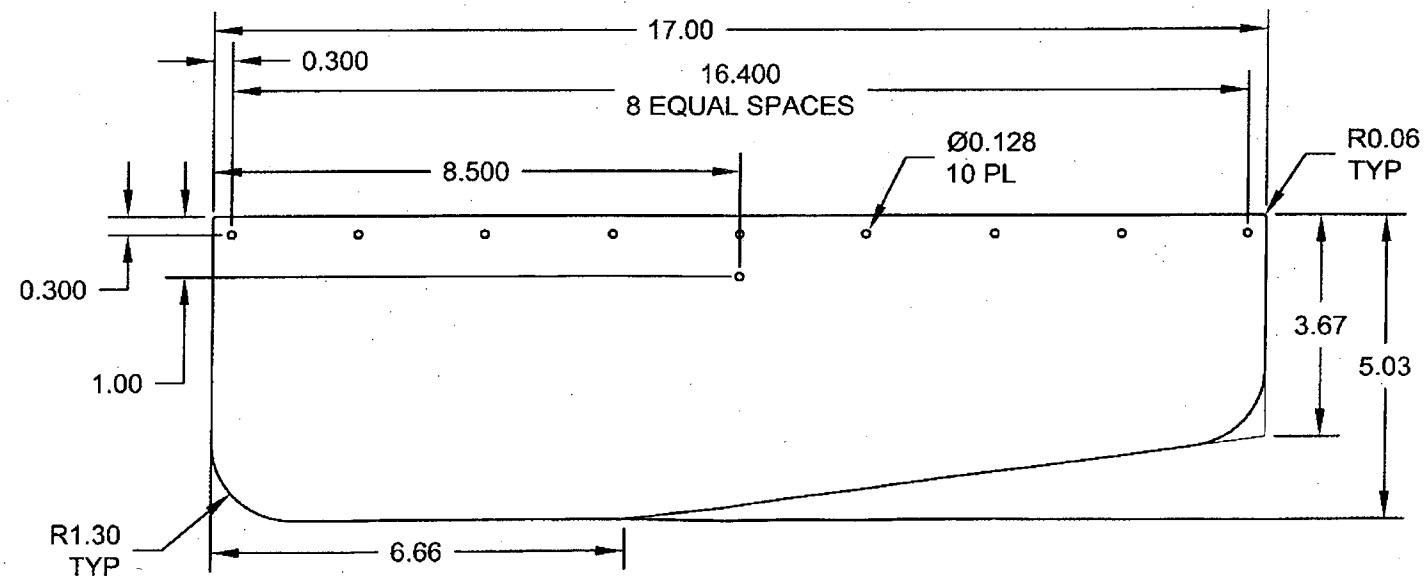 17.00
0.300
16.400
8 EQUAL SPACES
Ø0.128
10 PL
R0.06
TYP
8.500
0.300
1.00
3.67
5.03
R1.30
TYP
6.66